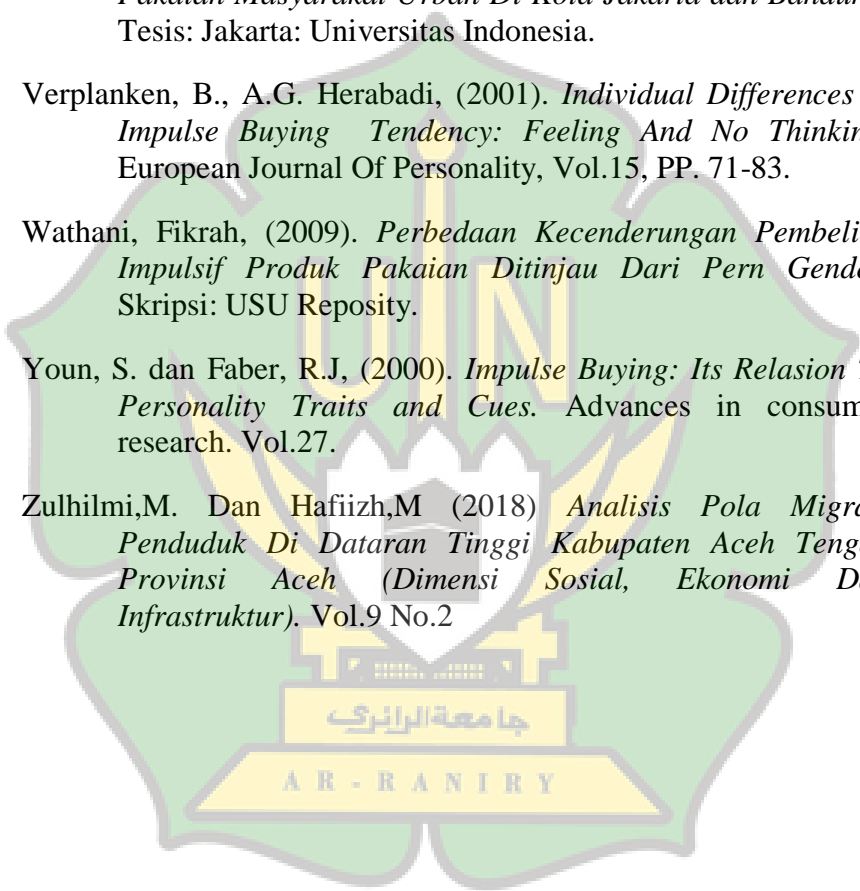 Pakaian Masyarakat Urban Di Kota Jakarta dan
Tesis: Jakarta: Universitas Indonesia.
Verplanken, B., A.G. Herabadi, (2001). Individual Differences
Impulse Buying Tendency: Feeling And No Thinkin
European Journal Of Personality, Vol.15, PP. 71-83.
Wathani, Fikrah, (2009). Perbedaan Kecenderungan Pembeli
Impulsif Produk Pakaian Ditinjau Dari Pern Gend
Skripsi: USU Reposity.
Youn, S. dan Faber, R.J, (2000). Impulse Buying: Its Relasion
Personality Traits and Cues. Advances in consum
research. Vol.27.
Zulhilmi,M. Dan Hafiizh,M (2018) Analisis Pola Migra
Penduduk Di Dataran Tinggi Kabupaten Aceh Teng
Provinsi Aceh (Dimensi Sosial, Ekonomi D
Infrastruktur). Vol.9 No.2
UIN
جامعة الرانري
AR-RANIRY